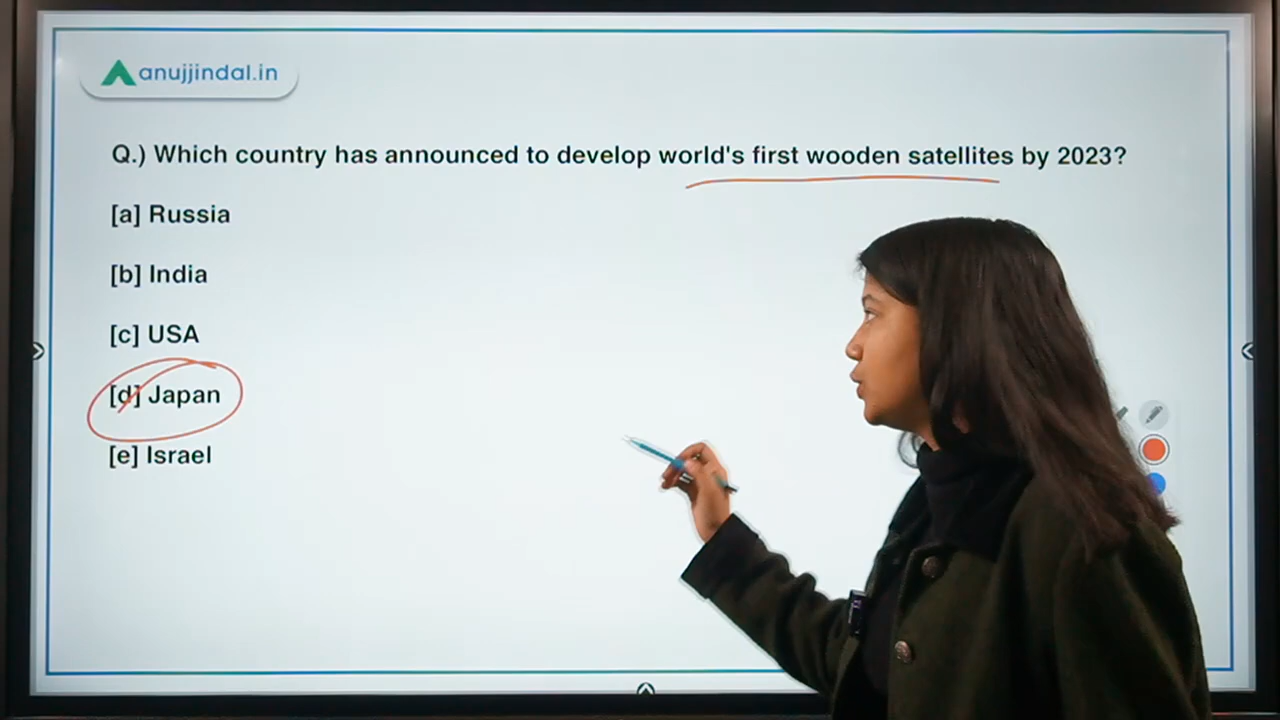 anujjindal.in
Q.) Which country has announced to develop world's first wooden satellites by 2023?
[a] Russia
[b] India
[c] USA
[d] Japan
[e] Israel